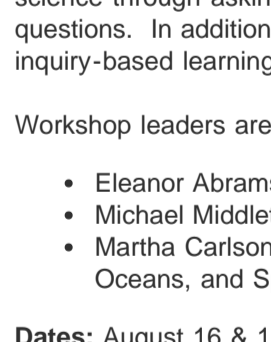 science through askin
questions. In addition
inquiry-based learning
Workshop leaders are
• Eleanor Abrams
• Michael Middle
• Martha Carlson
Oceans, and S
Dates: August 16 & 1